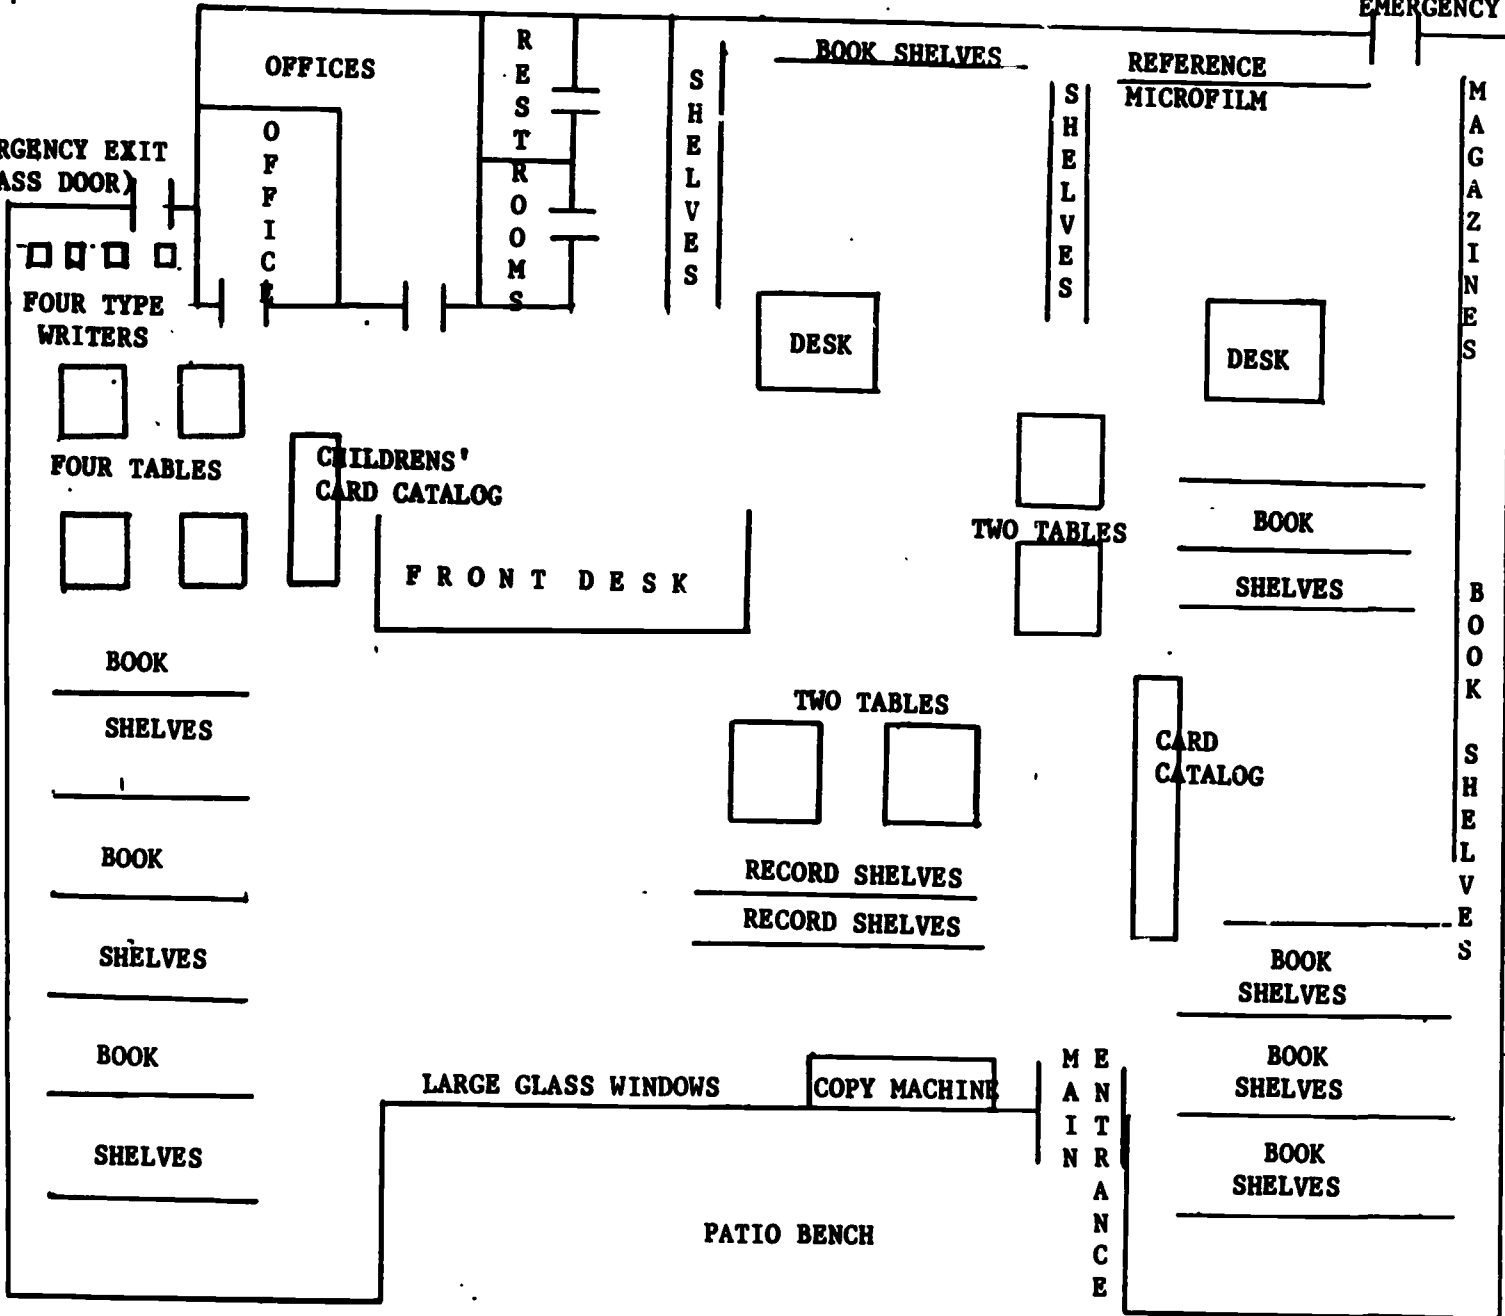 EMERGENCY
OFFICES
RESTROOMS
SHELVES
BOOK SHELVES
SHELVES
REFERENCE
MICROFILM
MAGAZINES
OFFICE
EXIT
DOOR)
FOUR TYPE
WRITERS
DESK
DESK
FOUR TABLES
CHILDRENS'
CARD CATALOG
FRONT DESK
TWO TABLES
BOOK
SHELVES
BOOK SHELVES
BOOK
SHELVES
TWO TABLES
CARD
CATALOG
BOOK
SHELVES
RECORD SHELVES
RECORD SHELVES
BOOK
SHELVES
BOOK
SHELVES
LARGE GLASS WINDOWS
COPY MACHINE
MAIN
ENTRANCE
BOOK
SHELVES
BOOK
SHELVES
PATIO BENCH